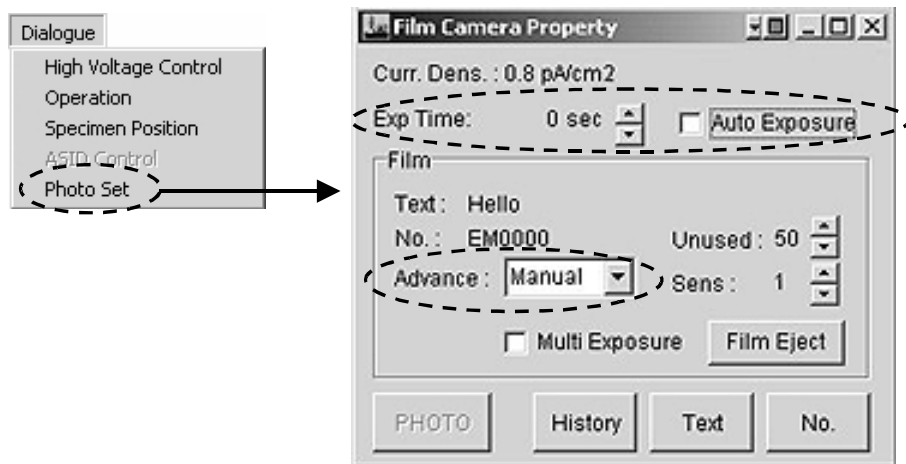 Dialogue
High Voltage Control
Operation
Specimen Position
ASID Control
Photo Set
Film Camera Property
Curr. Dens. : 0.8 pA/cm2
Exp Time: 0 sec Auto Exposure
Film
Text : Hello
No. : EM0000 Unused : 50
Advance : Manual Sens : 1
Multi Exposure Film Eject
PHOTO History Text No.